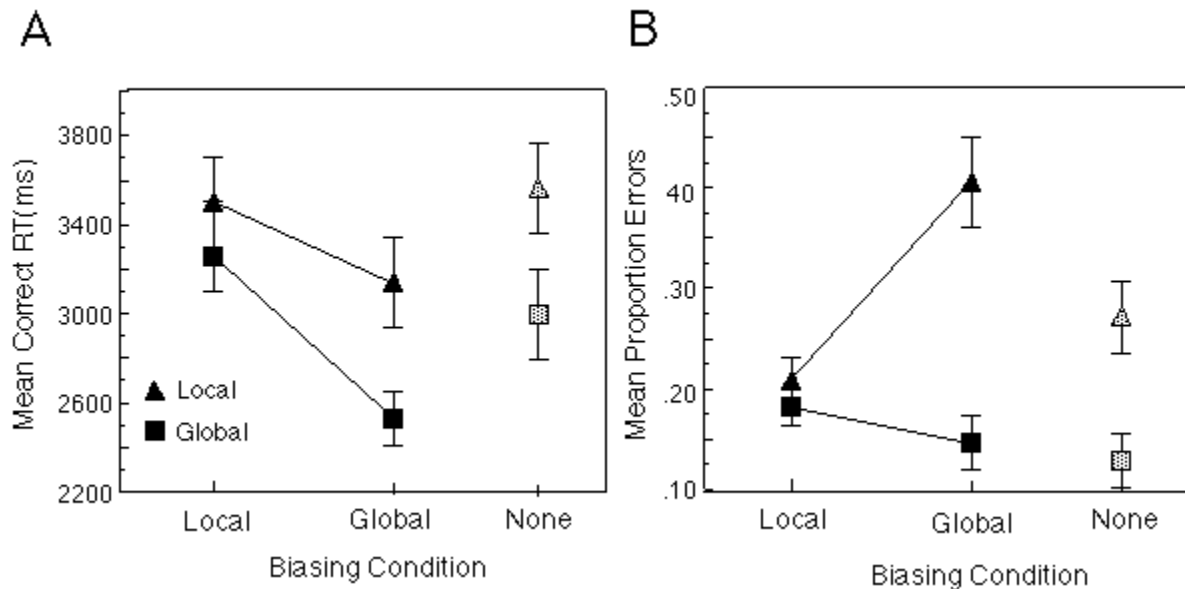 A
Mean Correct RT(ms)
3800
3400
3000
2600
2200
Local
Global
Local
Global
None
Biasing Condition
B
Mean Proportion Errors
.50
.40
.30
.20
.10
Local
Global
None
Biasing Condition